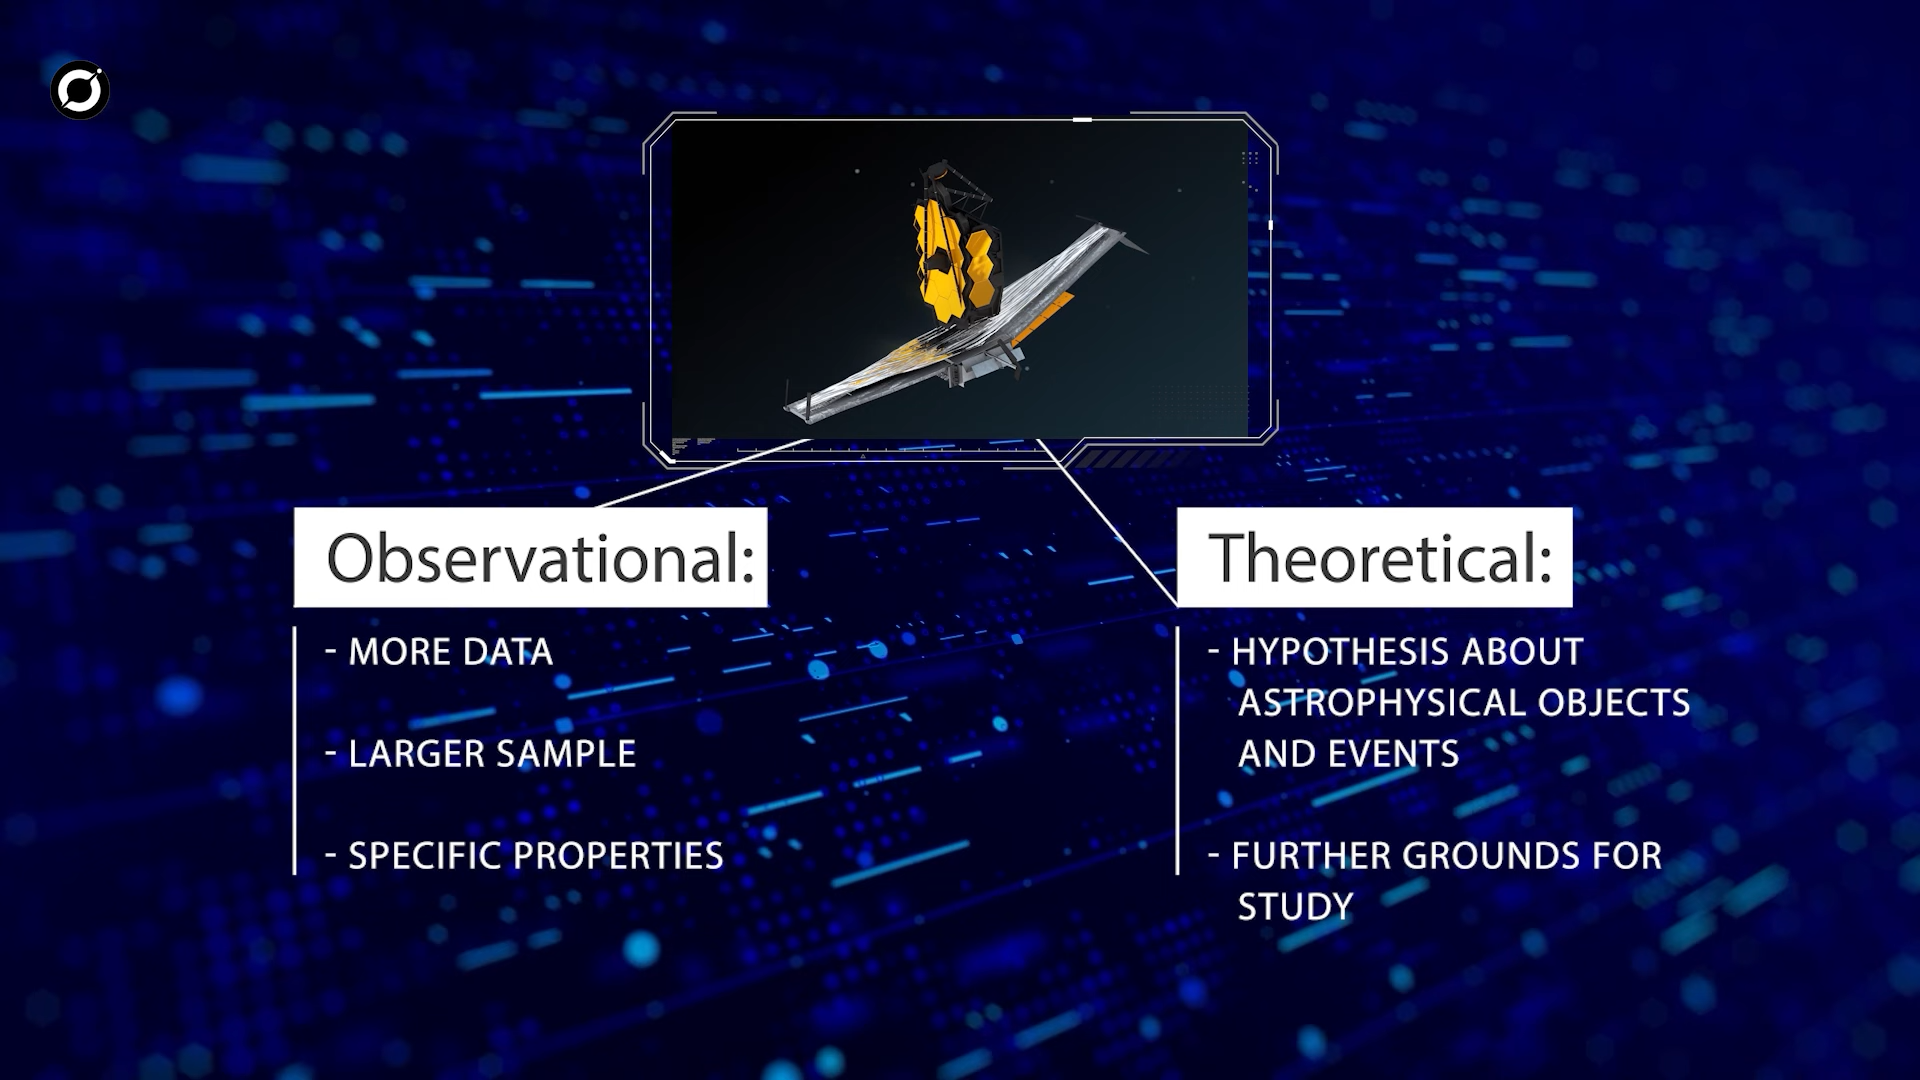 Observational:
- MORE DATA
- LARGER SAMPLE
- SPECIFIC PROPERTIES
Theoretical:
- HYPOTHESIS ABOUT
ASTROPHYSICAL OBJECTS
AND EVENTS
- FURTHER GROUNDS FOR
STUDY